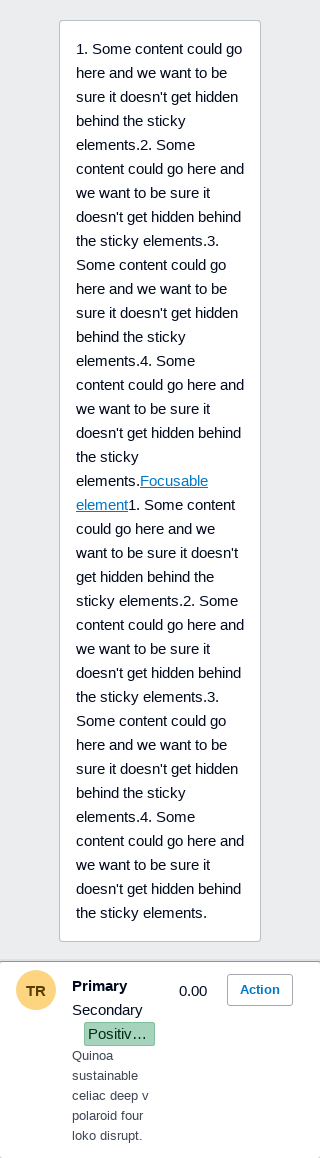 1. Some content could go
here and we want to be
sure it doesn't get hidden
behind the sticky
elements.2. Some
content could go here and
we want to be sure it
doesn't get hidden behind
the sticky elements.3.
Some content could go
here and we want to be
sure it doesn't get hidden
behind the sticky
elements.4. Some
content could go here and
we want to be sure it
doesn't get hidden behind
the sticky
elements.Focusable
element1. Some content
could go here and we
want to be sure it doesn't
get hidden behind the
sticky elements.2. Some
content could go here and
we want to be sure it
doesn't get hidden behind
the sticky elements.3.
Some content could go
here and we want to be
sure it doesn't get hidden
behind the sticky
elements.4. Some
content could go here and
we want to be sure it
doesn't get hidden behind
the sticky elements.
TR
Primary
Secondary
Positiv…
Quinoa
sustainable
celiac deep v
polaroid four
loko disrupt.
0.00
Action